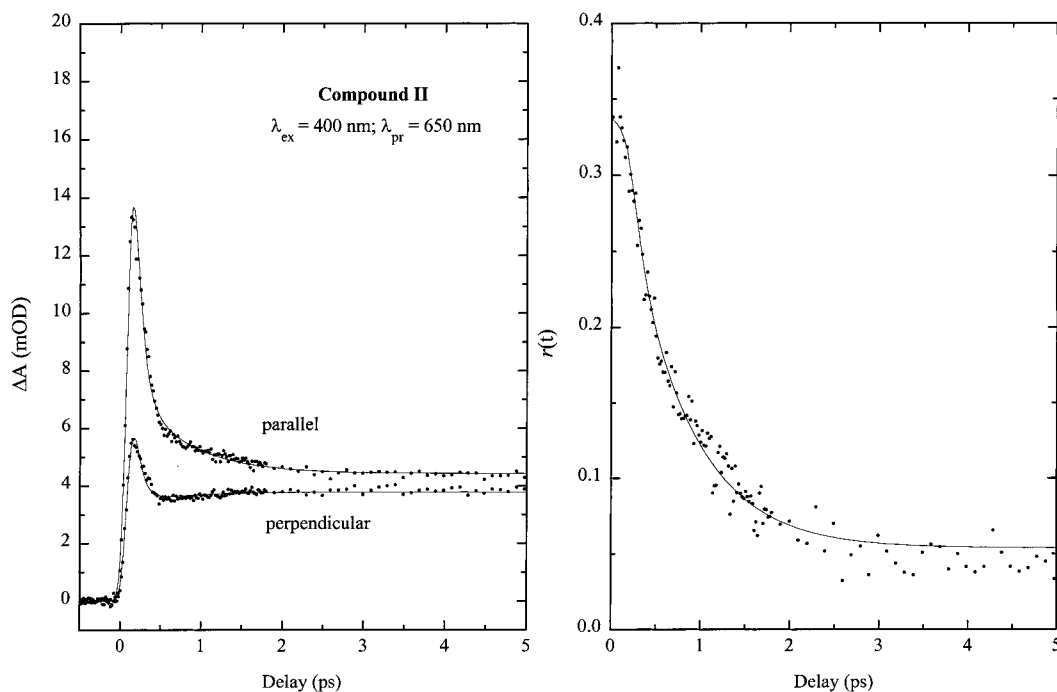 20
18
16
14
12
10
8
6
4
2
0
ΔA (mOD)
Compound II
λex = 400 nm; λpr = 650 nm
parallel
perpendicular
0 1 2 3 4 5
Delay (ps)
0.4
0.3
0.2
0.1
0.0
r(t)
0 1 2 3 4 5
Delay (ps)